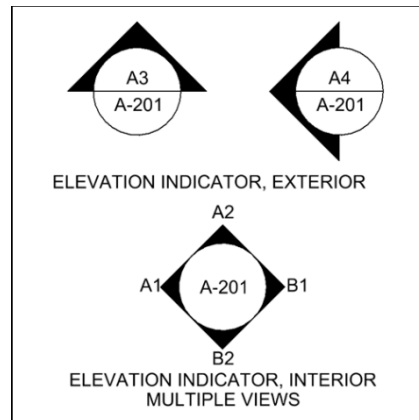 A3 A4
A-201 A-201
ELEVATION INDICATOR, EXTERIOR
A2
A1 A-201 B1
B2
ELEVATION INDICATOR, INTERIOR
MULTIPLE VIEWS